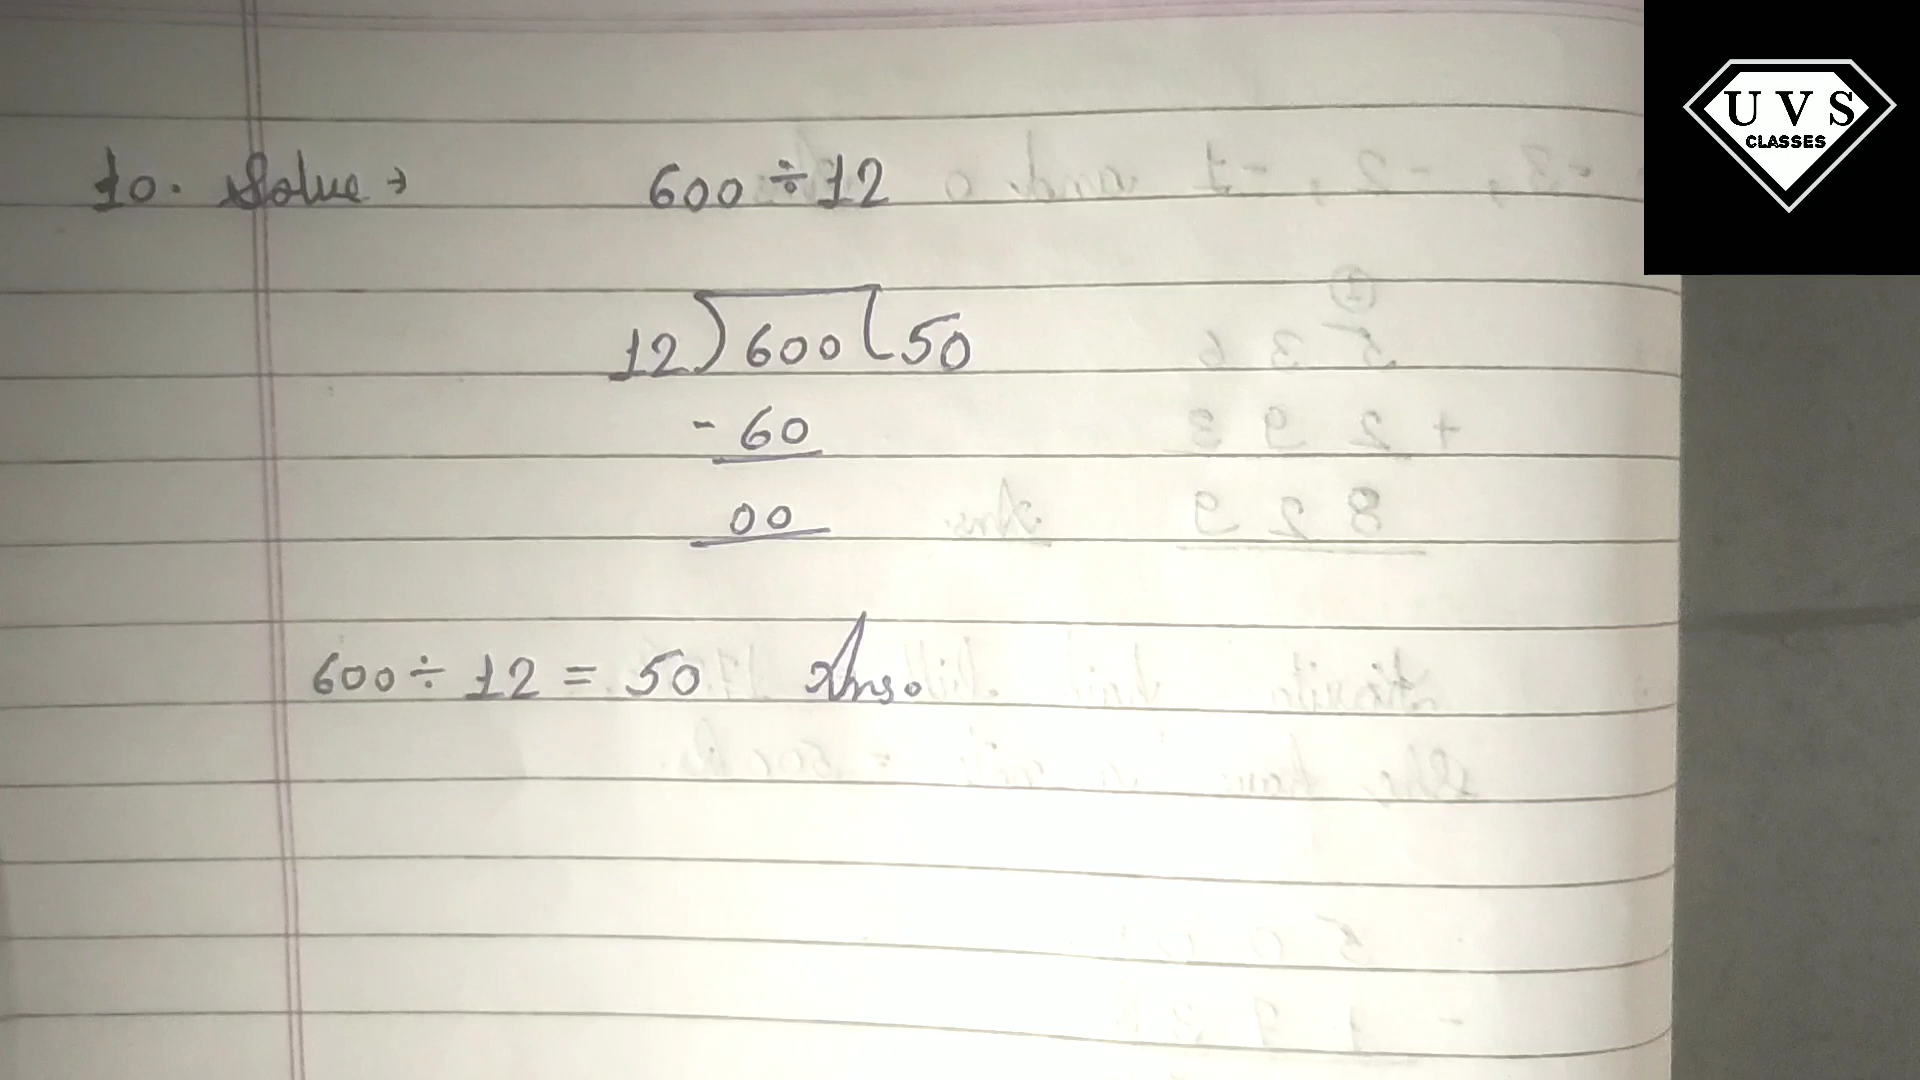 10. Solve → 600 ÷ 12
12)600(50
- 60
00
600 ÷ 12 = 50 Ans.
U V S
CLASSES